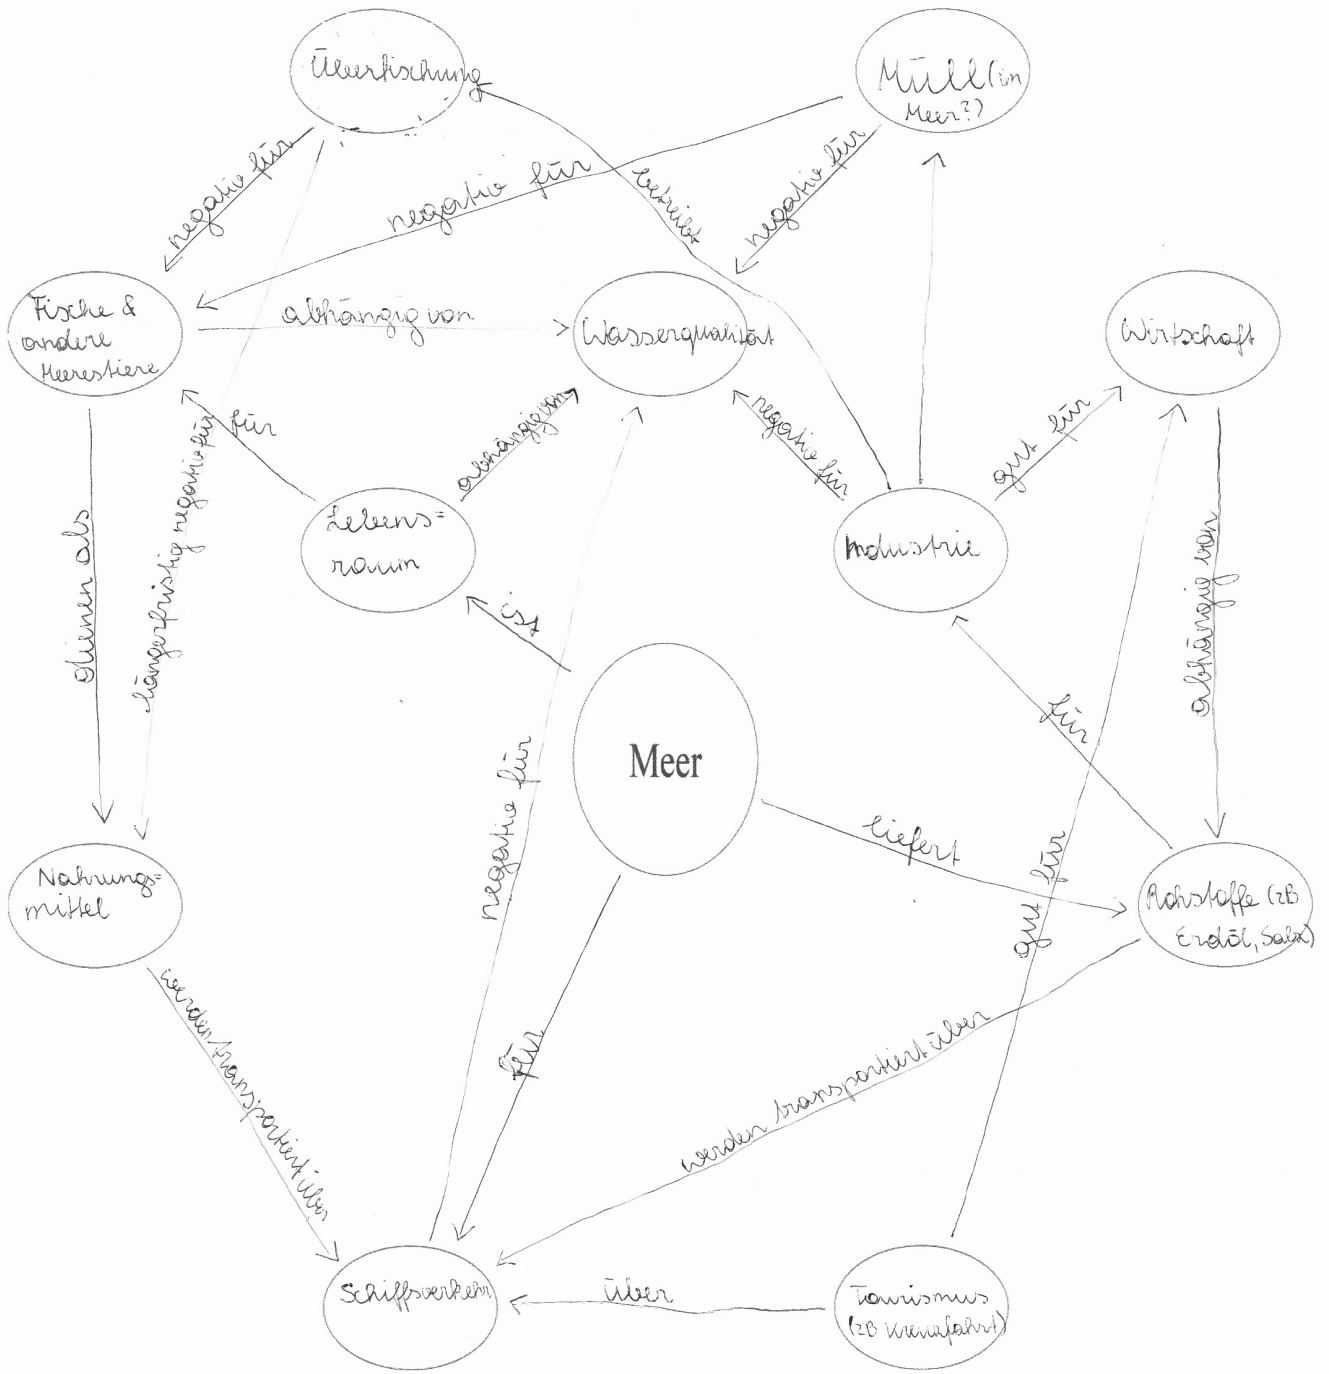 Überfischung
Müll (im
Meer?)
negativ für
negativ für
betreibt
negativ für
Fische &
andere
Meerestiere
abhängig von
Wasserqualität
Wirtschaft
für
abhängig von
negativ für
gut für
längerfristig negativ für
dienen als
Lebens=
raum
Industrie
abhängig von
ist
für
Meer
negativ für
liefert
gut für
Nahrungs=
mittel
Rohstoffe (zB
Erdöl, Salz)
werden transportiert über
für
werden transportiert über
Schiffsverkehr
über
Tourismus
(zB Kreuzfahrt)